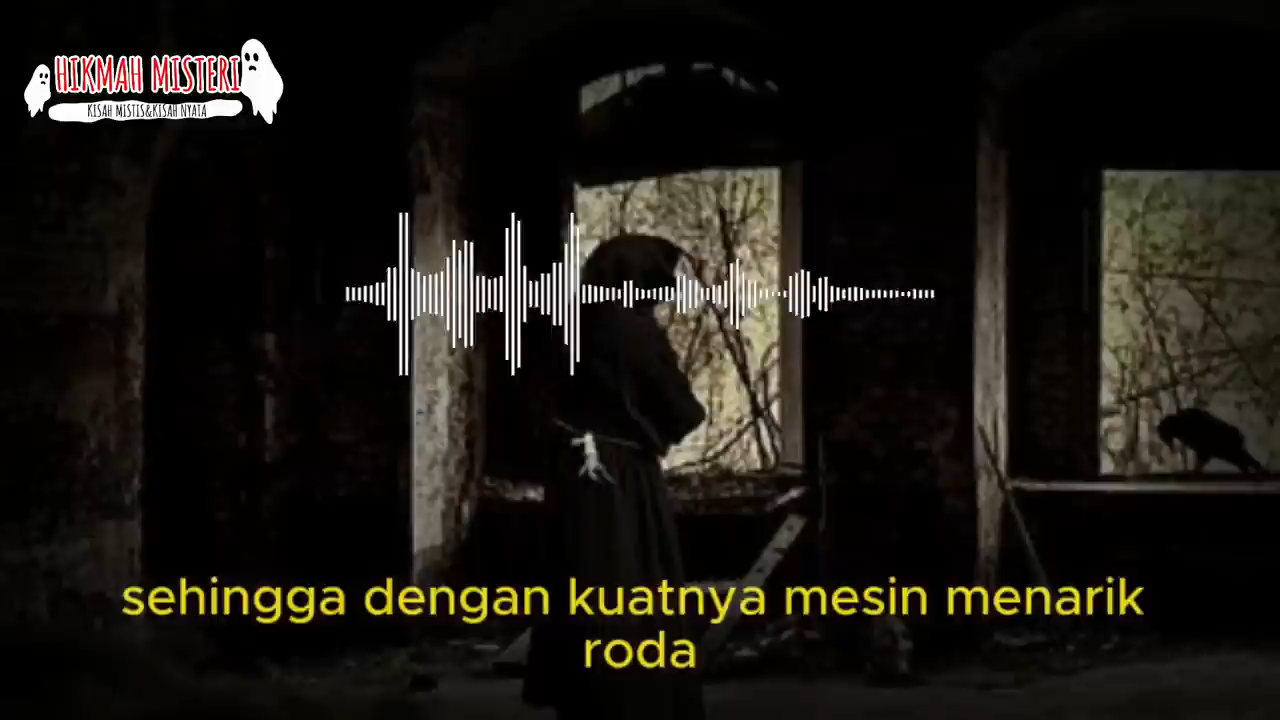 HIKMAH MISTERI
KISAH MISTIS&KISAH NYATA
sehingga dengan kuatnya mesin menarik
roda